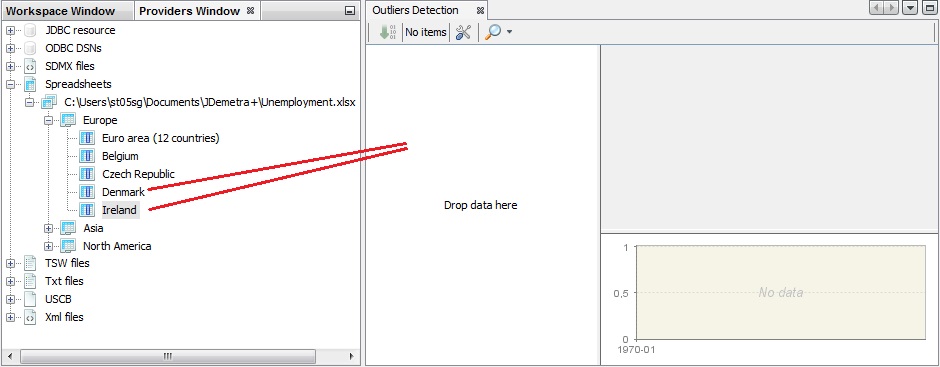 Workspace Window
Providers Window
JDBC resource
ODBC DSNs
SDMX files
Spreadsheets
C:\Users\st05sg\Documents\JDemetra+\Unemployment.xlsx
Europe
Euro area (12 countries)
Belgium
Czech Republic
Denmark
Ireland
Asia
North America
TSW files
Txt files
USCB
Xml files
Outliers Detection
No items
Drop data here
1
0,5
0
No data
1970-01